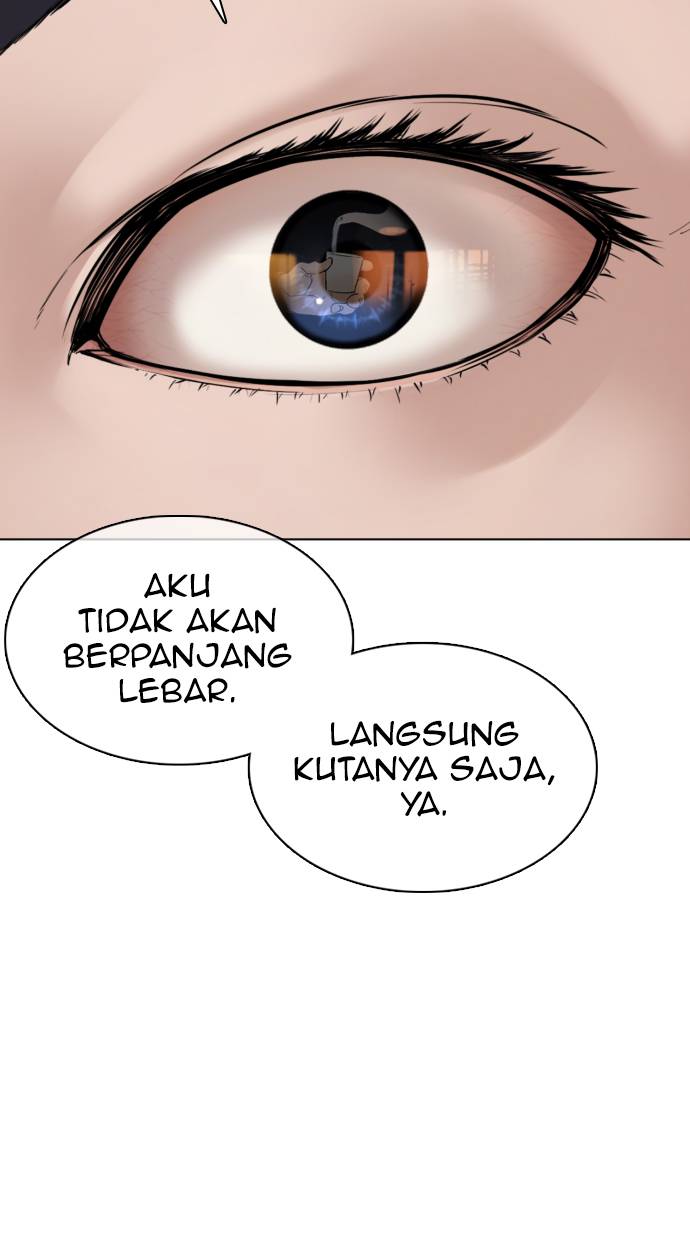 AKU
TIDAK AKAN
BERPANJANG
LEBAR.
LANGSUNG
KUTANYA SAJA,
YA.